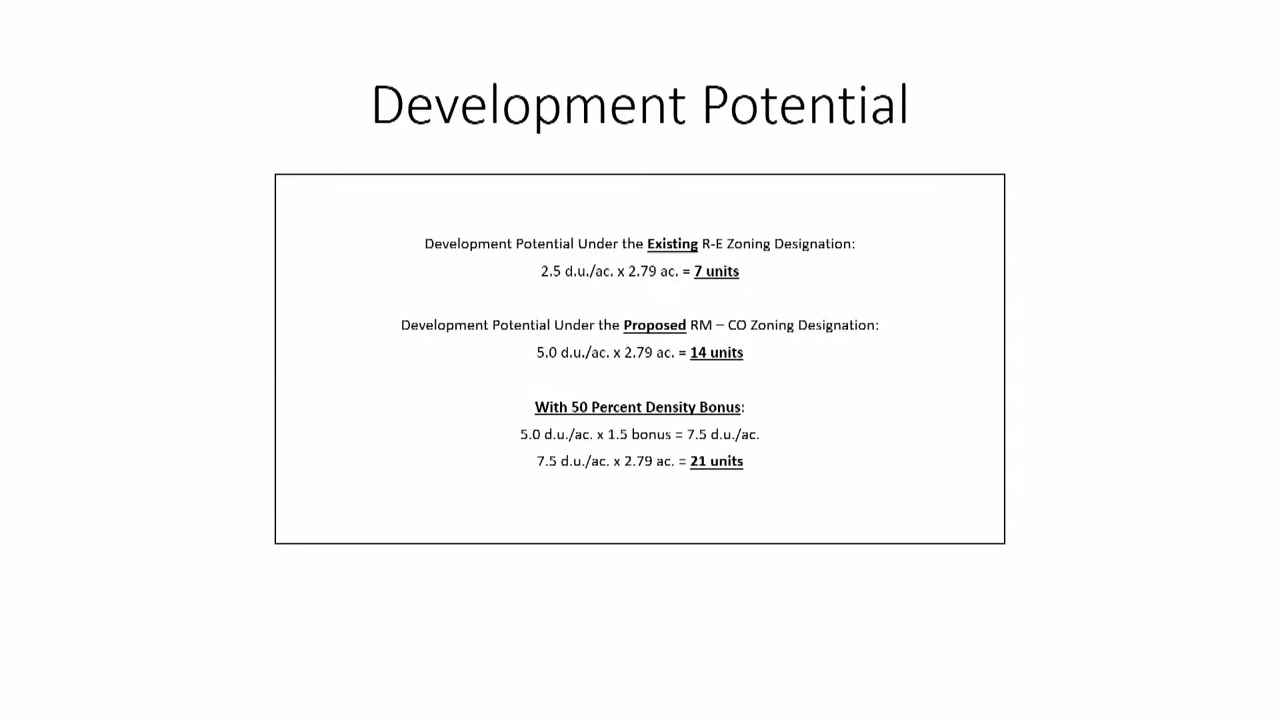 Development Potential
Development Potential Under the Existing R-E Zoning Designation:
2.5 d.u./ac. x 2.79 ac. = 7 units
Development Potential Under the Proposed RM – CO Zoning Designation:
5.0 d.u./ac. x 2.79 ac. = 14 units
With 50 Percent Density Bonus:
5.0 d.u./ac. x 1.5 bonus = 7.5 d.u./ac.
7.5 d.u./ac. x 2.79 ac. = 21 units